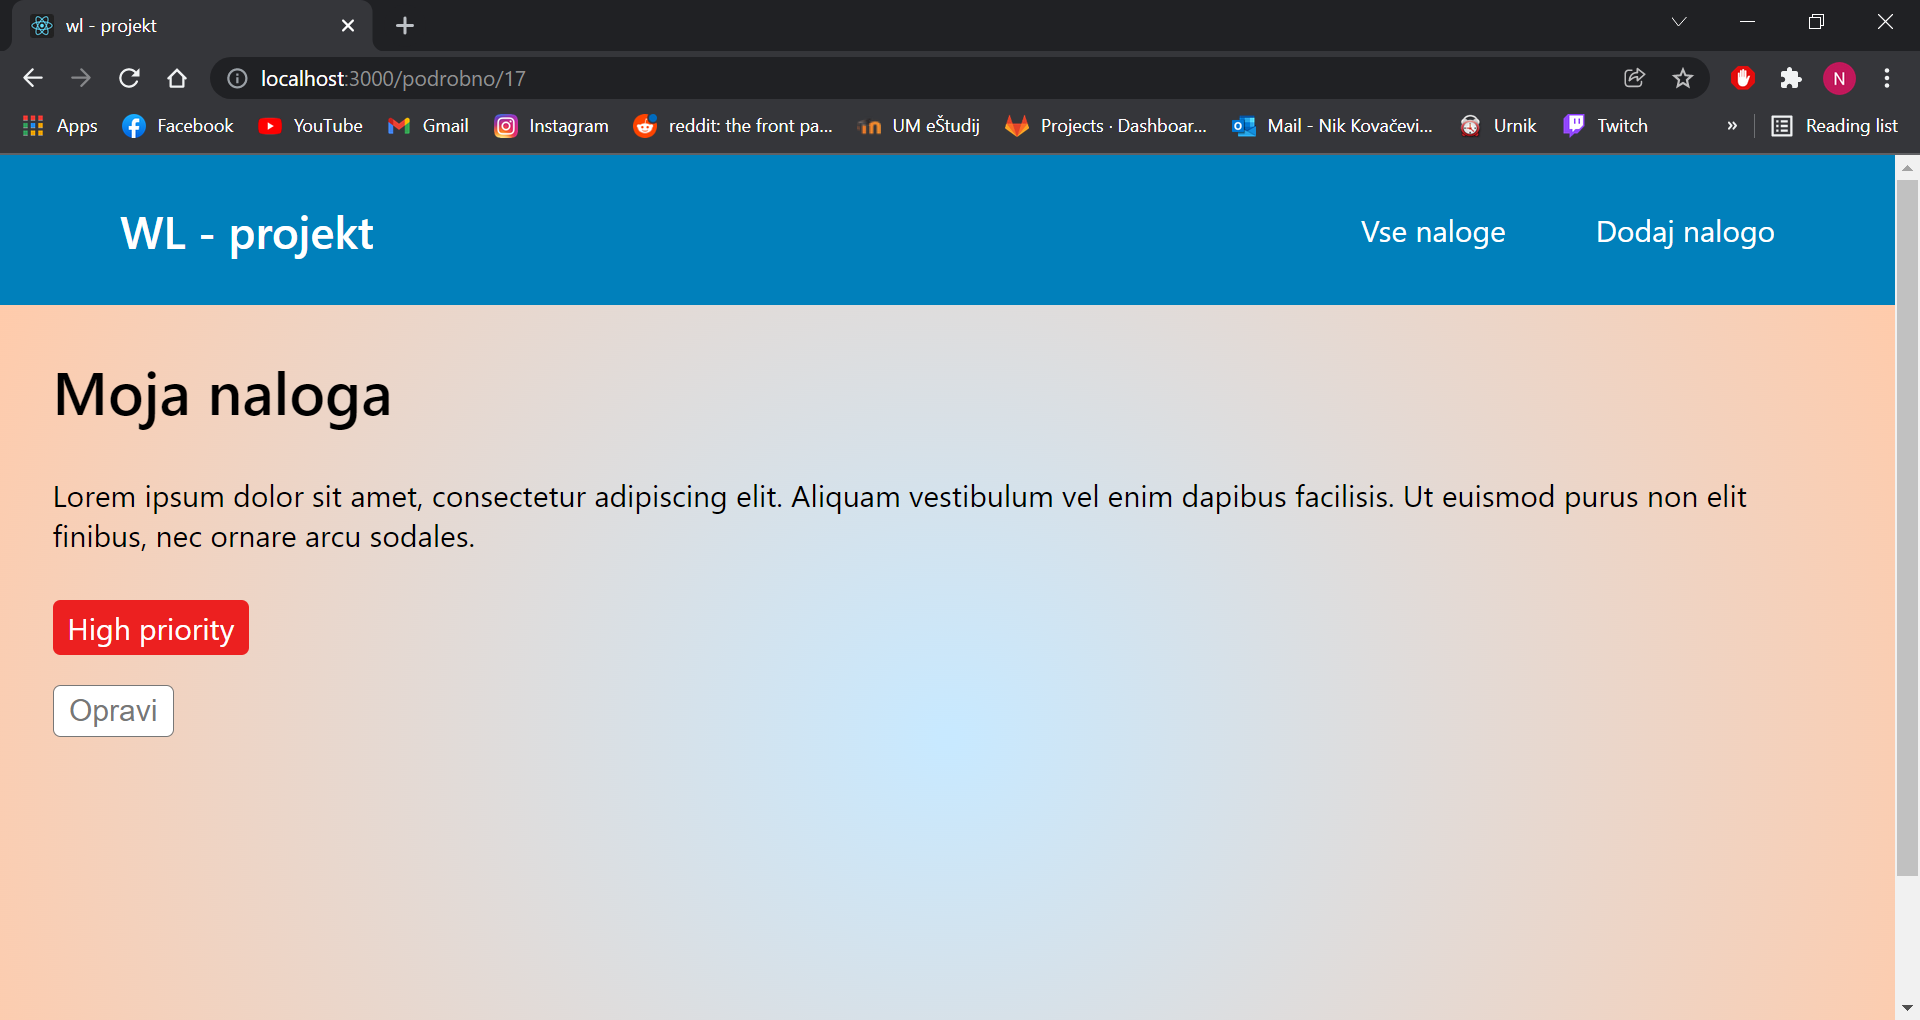 wl - projekt
localhost:3000/podrobno/17
N
Apps
Facebook
YouTube
Gmail
Instagram
reddit: the front pa...
UM eŠtudij
Projects · Dashboar...
Mail - Nik Kovačevi...
Urnik
Twitch
»
Reading list
WL - projekt
Vse naloge
Dodaj nalogo
Moja naloga
Lorem ipsum dolor sit amet, consectetur adipiscing elit. Aliquam vestibulum vel enim dapibus facilisis. Ut euismod purus non elit
finibus, nec ornare arcu sodales.
High priority
Opravi